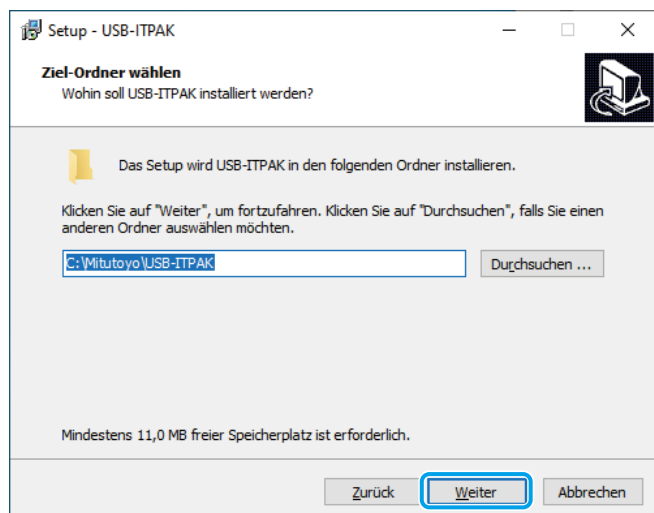 Setup - USB-ITPAK
Ziel-Ordner wählen
Wohin soll USB-ITPAK installiert werden?
Das Setup wird USB-ITPAK in den folgenden Ordner installieren.
Klicken Sie auf "Weiter", um fortzufahren. Klicken Sie auf "Durchsuchen", falls Sie einen
anderen Ordner auswählen möchten.
C:\Mitutoyo\USB-ITPAK
Durchsuchen ...
Mindestens 11,0 MB freier Speicherplatz ist erforderlich.
Zurück
Weiter
Abbrechen